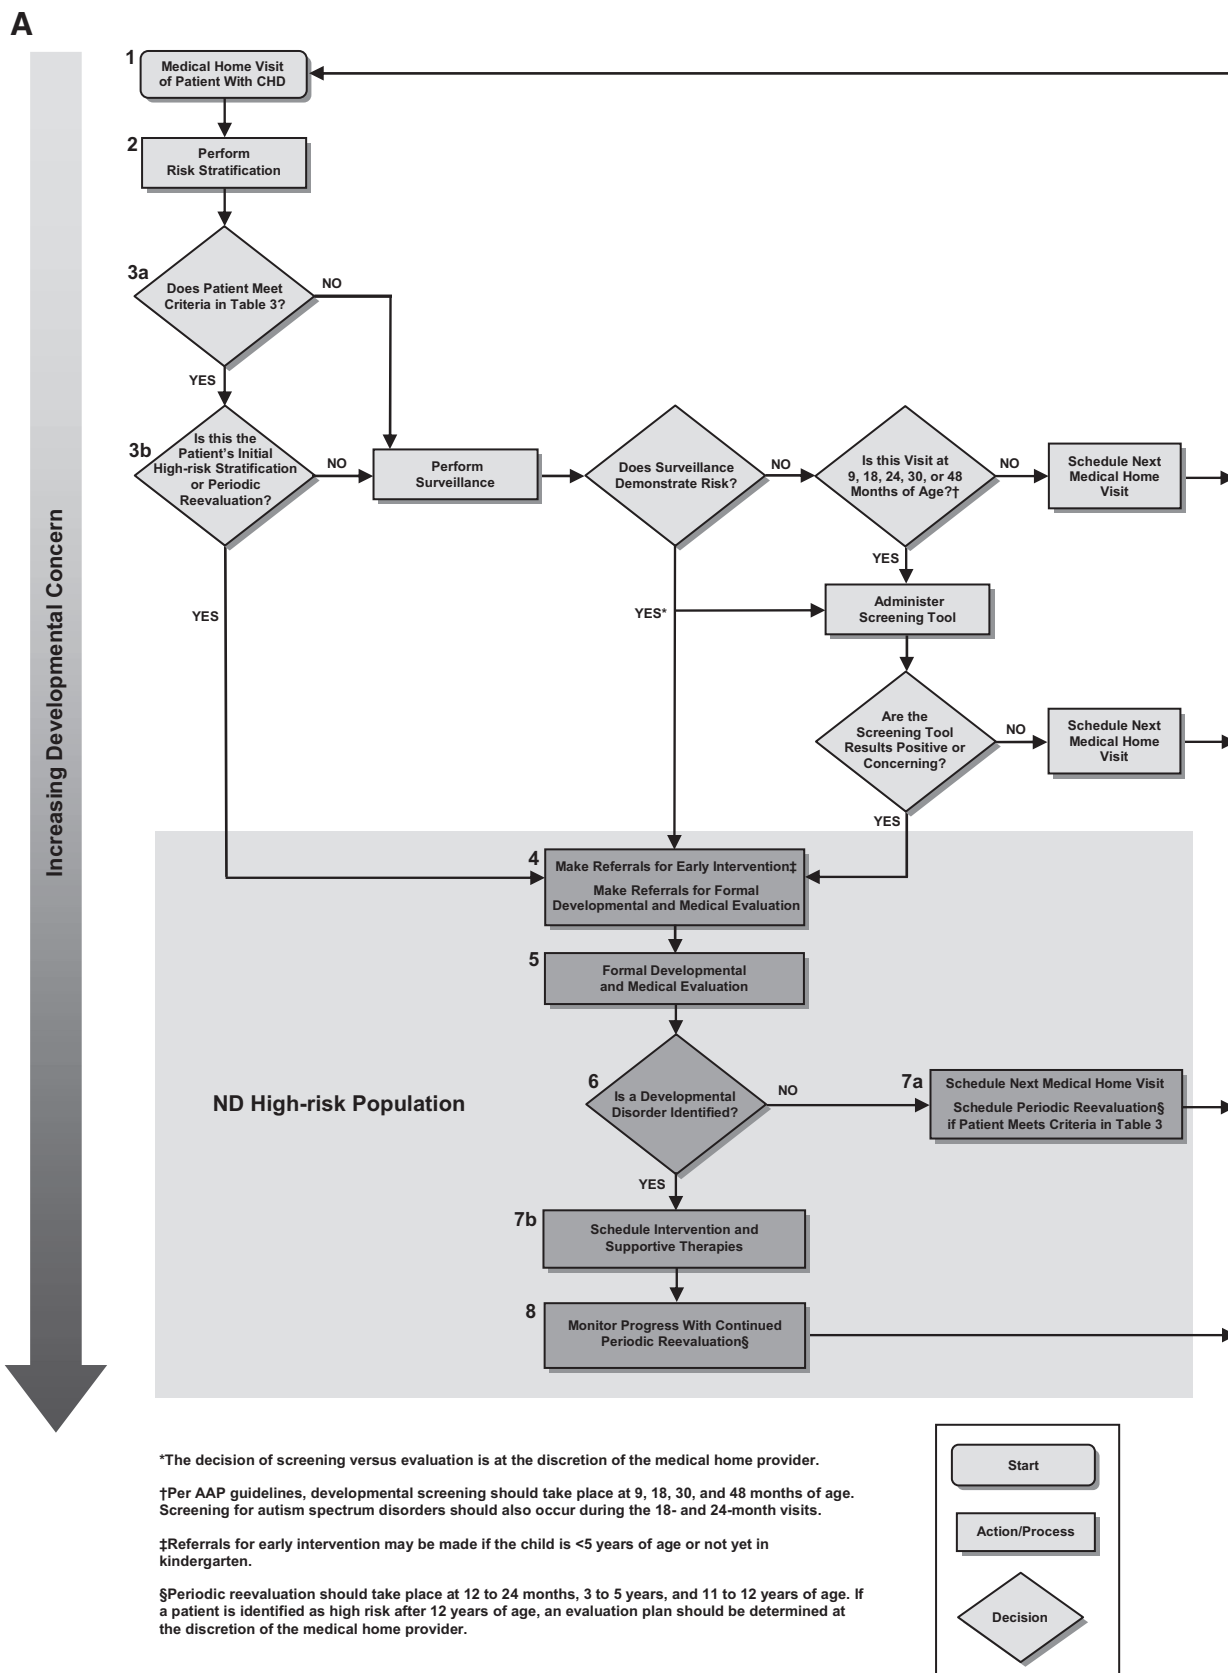 A
1
Medical Home Visit
of Patient With CHD
2
Perform
Risk Stratification
3a
Does Patient Meet
Criteria in Table 3?
NO
YES
3b
Is this the
Patient's Initial
High-risk Stratification
or Periodic
Reevaluation?
NO
Perform
Surveillance
Does Surveillance
Demonstrate Risk?
NO
Is this Visit at
9, 18, 24, 30, or 48
Months of Age?†
NO
Schedule Next
Medical Home
Visit
YES
YES
YES*
Administer
Screening Tool
Are the
Screening Tool
Results Positive or
Concerning?
NO
Schedule Next
Medical Home
Visit
YES
Increasing Developmental Concern
4
Make Referrals for Early Intervention‡
Make Referrals for Formal
Developmental and Medical Evaluation
5
Formal Developmental
and Medical Evaluation
ND High-risk Population
6
Is a Developmental
Disorder Identified?
NO
7a
Schedule Next Medical Home Visit
Schedule Periodic Reevaluation§
if Patient Meets Criteria in Table 3
YES
7b
Schedule Intervention and
Supportive Therapies
8
Monitor Progress With Continued
Periodic Reevaluation§
*The decision of screening versus evaluation is at the discretion of the medical home provider.
†Per AAP guidelines, developmental screening should take place at 9, 18, 30, and 48 months of age.
Screening for autism spectrum disorders should also occur during the 18- and 24-month visits.
‡Referrals for early intervention may be made if the child is <5 years of age or not yet in
kindergarten.
§Periodic reevaluation should take place at 12 to 24 months, 3 to 5 years, and 11 to 12 years of age. If
a patient is identified as high risk after 12 years of age, an evaluation plan should be determined at
the discretion of the medical home provider.
Start
Action/Process
Decision